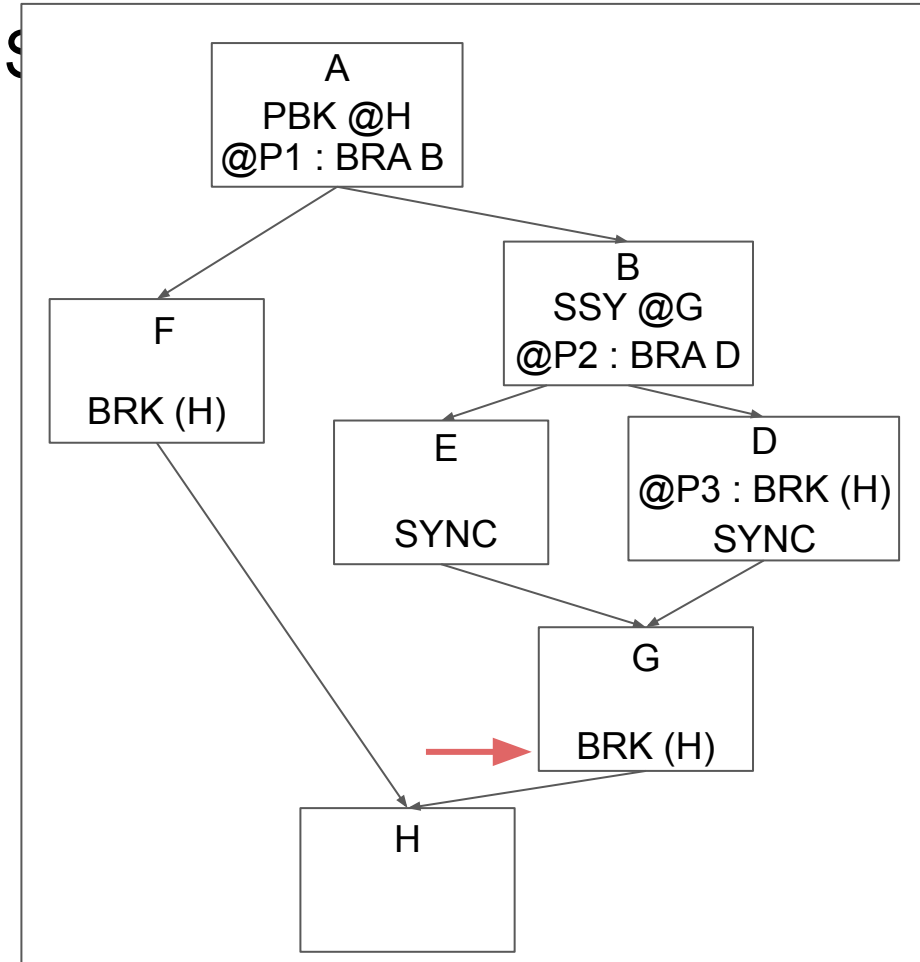 S
A
PBK @H
@P1 : BRA B
B
SSY @G
@P2 : BRA D
F
BRK (H)
E
SYNC
D
@P3 : BRK (H)
SYNC
G
BRK (H)
H